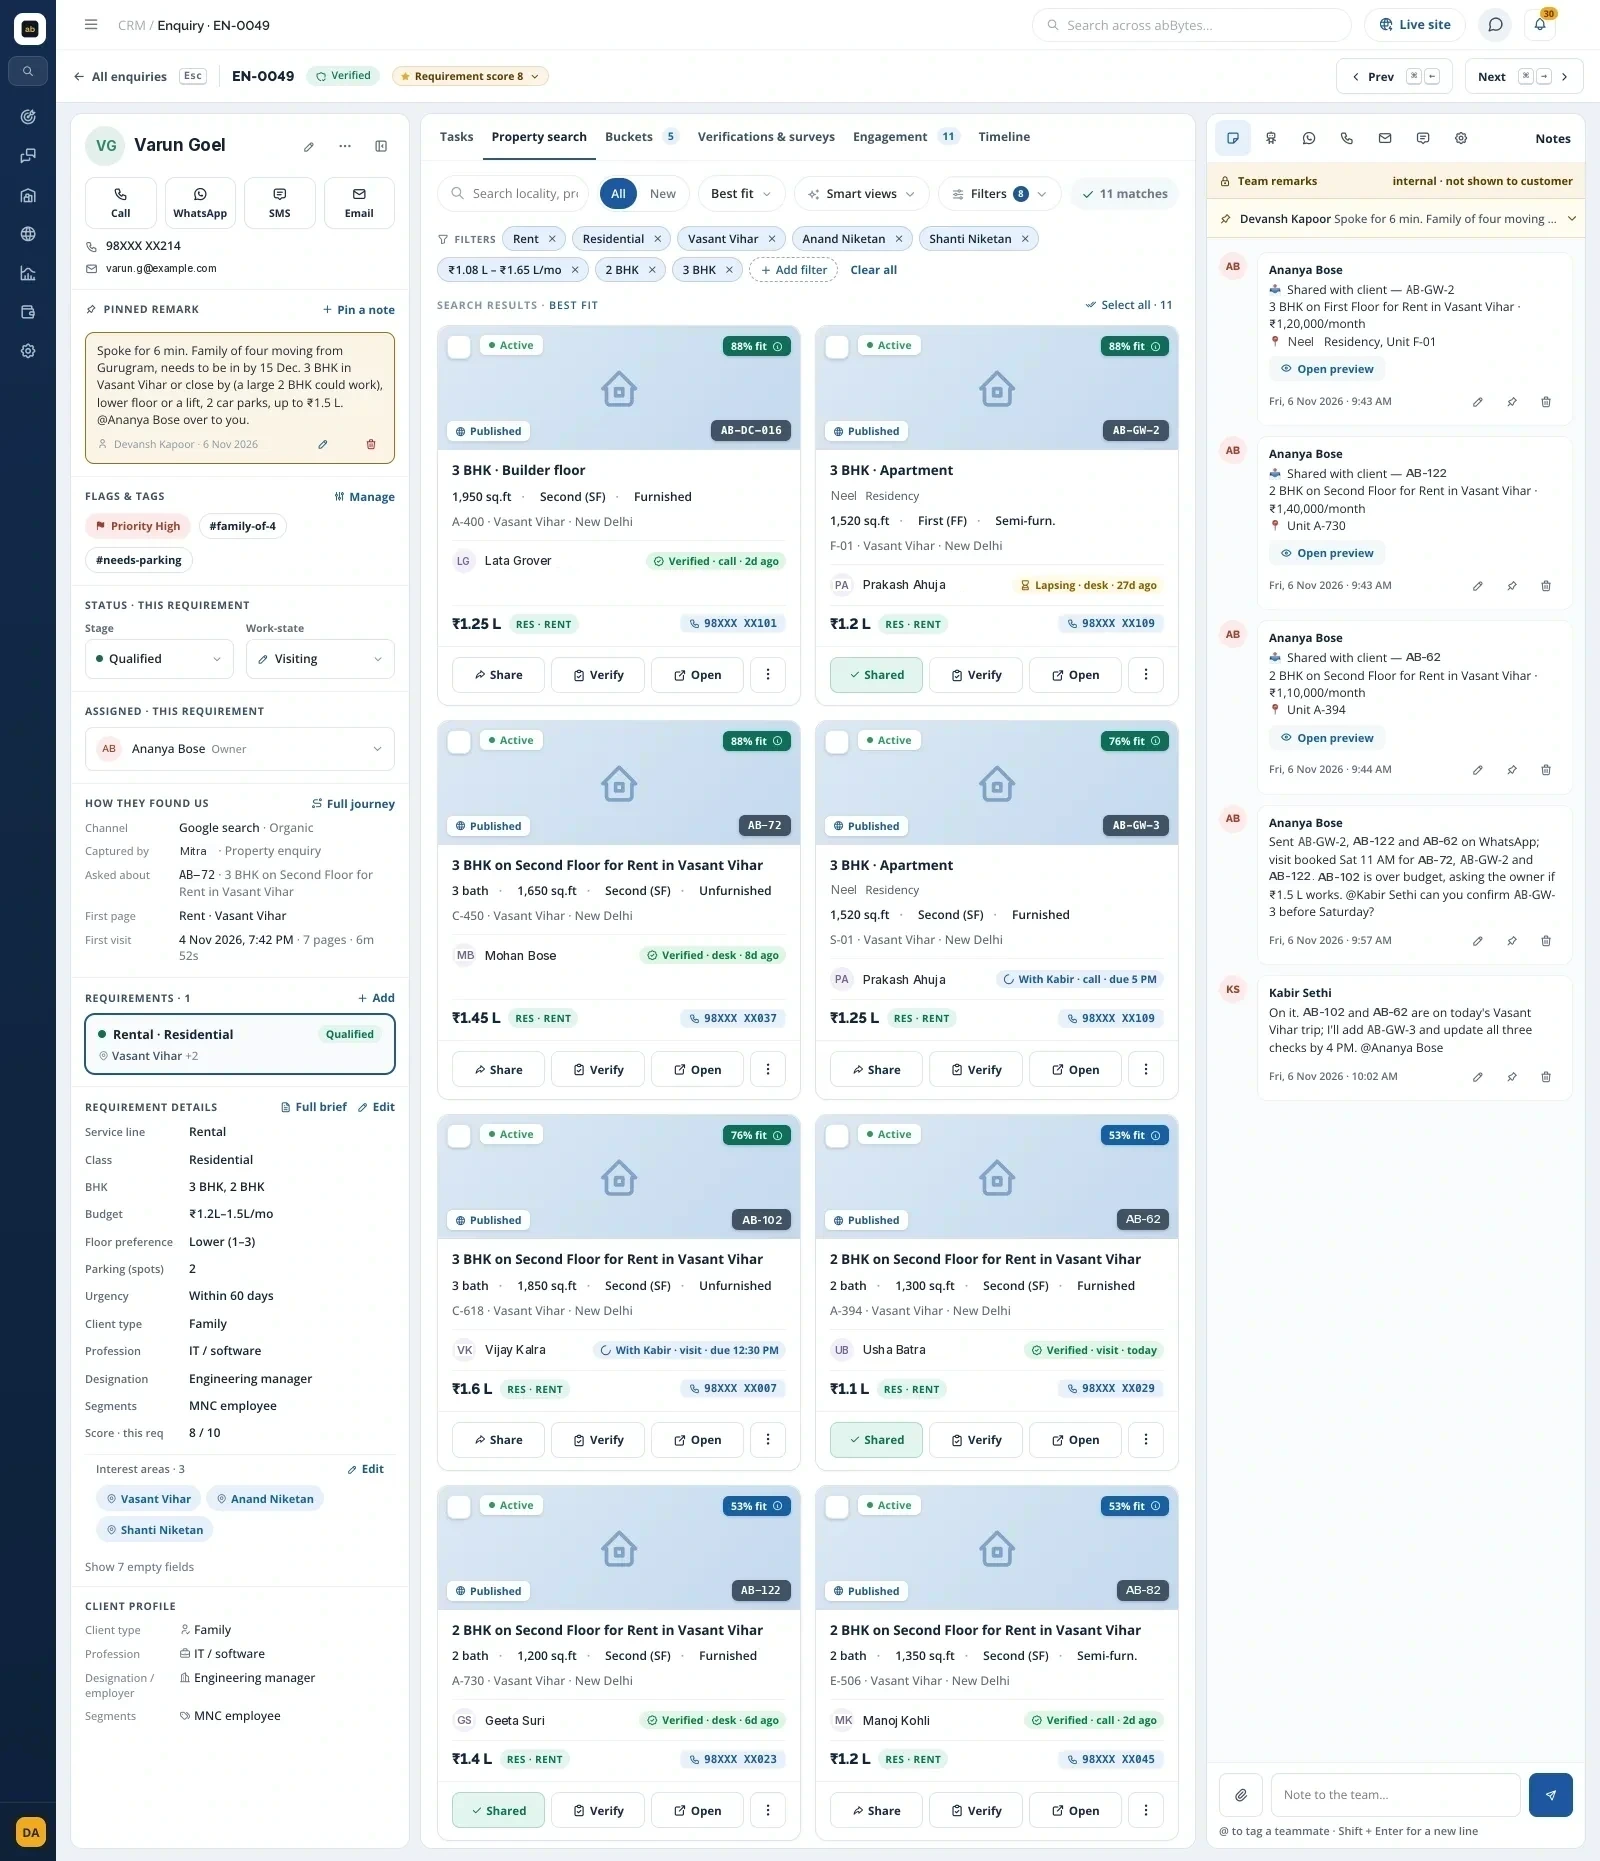 ab
CRM / Enquiry · EN-0049
Search across abBytes...
Live site
30
All enquiries Esc EN-0049 Verified Requirement score 8
Prev ⌘ ←
Next ⌘ →
VG Varun Goel
Call
WhatsApp
SMS
Email
98XXX XX214
varun.g@example.com
PINNED REMARK
+ Pin a note
Spoke for 6 min. Family of four moving from
Gurugram, needs to be in by 15 Dec. 3 BHK in
Vasant Vihar or close by (a large 2 BHK could work),
lower floor or a lift, 2 car parks, up to ₹1.5 L.
@Ananya Bose over to you.
Devansh Kapoor · 6 Nov 2026
FLAGS & TAGS
Manage
Priority High
#family-of-4
#needs-parking
STATUS · THIS REQUIREMENT
Stage
Work-state
Qualified
Visiting
ASSIGNED · THIS REQUIREMENT
AB Ananya Bose Owner
HOW THEY FOUND US
Full journey
Channel Google search · Organic
Captured by Mitra · Property enquiry
Asked about AB-72 · 3 BHK on Second Floor for
Rent in Vasant Vihar
First page Rent · Vasant Vihar
First visit 4 Nov 2026, 7:42 PM · 7 pages · 6m
52s
REQUIREMENTS · 1
+ Add
Rental · Residential Qualified
Vasant Vihar +2
REQUIREMENT DETAILS
Full brief
Edit
Service line Rental
Class Residential
BHK 3 BHK, 2 BHK
Budget ₹1.2L–1.5L/mo
Floor preference Lower (1–3)
Parking (spots) 2
Urgency Within 60 days
Client type Family
Profession IT / software
Designation Engineering manager
Segments MNC employee
Score · this req 8 / 10
Interest areas · 3
Edit
Vasant Vihar
Anand Niketan
Shanti Niketan
Show 7 empty fields
CLIENT PROFILE
Client type Family
Profession IT / software
Designation / Engineering manager
employer
Segments MNC employee
DA
Tasks
Property search
Buckets 5
Verifications & surveys
Engagement 11
Timeline
Search locality, pro
All
New
Best fit
Smart views
Filters 8
11 matches
FILTERS
Rent ×
Residential ×
Vasant Vihar ×
Anand Niketan ×
Shanti Niketan ×
₹1.08 L – ₹1.65 L/mo ×
2 BHK ×
3 BHK ×
+ Add filter
Clear all
SEARCH RESULTS · BEST FIT
Select all · 11
Active
88% fit
Published
AB-DC-016
3 BHK · Builder floor
1,950 sq.ft · Second (SF) · Furnished
A-400 · Vasant Vihar · New Delhi
LG Lata Grover
Verified · call · 2d ago
₹1.25 L RES · RENT
98XXX XX101
Share
Verify
Open
Active
88% fit
Published
AB-GW-2
3 BHK · Apartment
Neel Residency
1,520 sq.ft · First (FF) · Semi-furn.
F-01 · Vasant Vihar · New Delhi
PA Prakash Ahuja
Lapsing · desk · 27d ago
₹1.2 L RES · RENT
98XXX XX109
Shared
Verify
Open
Active
88% fit
Published
AB-72
3 BHK on Second Floor for Rent in Vasant Vihar
3 bath · 1,650 sq.ft · Second (SF) · Unfurnished
C-450 · Vasant Vihar · New Delhi
MB Mohan Bose
Verified · desk · 8d ago
₹1.45 L RES · RENT
98XXX XX037
Share
Verify
Open
Active
76% fit
Published
AB-GW-3
3 BHK · Apartment
Neel Residency
1,520 sq.ft · Second (SF) · Furnished
S-01 · Vasant Vihar · New Delhi
PA Prakash Ahuja
With Kabir · call · due 5 PM
₹1.25 L RES · RENT
98XXX XX109
Share
Verify
Open
Active
76% fit
Published
AB-102
3 BHK on Second Floor for Rent in Vasant Vihar
3 bath · 1,850 sq.ft · Second (SF) · Unfurnished
C-618 · Vasant Vihar · New Delhi
VK Vijay Kalra
With Kabir · visit · due 12:30 PM
₹1.6 L RES · RENT
98XXX XX007
Share
Verify
Open
Active
53% fit
Published
AB-62
2 BHK on Second Floor for Rent in Vasant Vihar
2 bath · 1,300 sq.ft · Second (SF) · Furnished
A-394 · Vasant Vihar · New Delhi
UB Usha Batra
Verified · visit · today
₹1.1 L RES · RENT
98XXX XX029
Shared
Verify
Open
Active
53% fit
Published
AB-122
2 BHK on Second Floor for Rent in Vasant Vihar
2 bath · 1,200 sq.ft · Second (SF) · Furnished
A-730 · Vasant Vihar · New Delhi
GS Geeta Suri
Verified · desk · 6d ago
₹1.4 L RES · RENT
98XXX XX023
Shared
Verify
Open
Active
53% fit
Published
AB-82
2 BHK on Second Floor for Rent in Vasant Vihar
2 bath · 1,350 sq.ft · Second (SF) · Semi-furn.
E-506 · Vasant Vihar · New Delhi
MK Manoj Kohli
Verified · call · 2d ago
₹1.2 L RES · RENT
98XXX XX045
Share
Verify
Open
Notes
Team remarks
internal · not shown to customer
Devansh Kapoor Spoke for 6 min. Family of four moving ...
AB Ananya Bose
Shared with client — AB-GW-2
3 BHK on First Floor for Rent in Vasant Vihar ·
₹1,20,000/month
Neel Residency, Unit F-01
Open preview
Fri, 6 Nov 2026 · 9:43 AM
AB Ananya Bose
Shared with client — AB-122
2 BHK on Second Floor for Rent in Vasant Vihar ·
₹1,40,000/month
Unit A-730
Open preview
Fri, 6 Nov 2026 · 9:43 AM
AB Ananya Bose
Shared with client — AB-62
2 BHK on Second Floor for Rent in Vasant Vihar ·
₹1,10,000/month
Unit A-394
Open preview
Fri, 6 Nov 2026 · 9:44 AM
AB Ananya Bose
Sent AB-GW-2, AB-122 and AB-62 on WhatsApp;
visit booked Sat 11 AM for AB-72, AB-GW-2 and
AB-122. AB-102 is over budget, asking the owner if
₹1.5 L works. @Kabir Sethi can you confirm AB-GW-
3 before Saturday?
Fri, 6 Nov 2026 · 9:57 AM
KS Kabir Sethi
On it. AB-102 and AB-62 are on today's Vasant
Vihar trip; I'll add AB-GW-3 and update all three
checks by 4 PM. @Ananya Bose
Fri, 6 Nov 2026 · 10:02 AM
Note to the team...
@ to tag a teammate · Shift + Enter for a new line